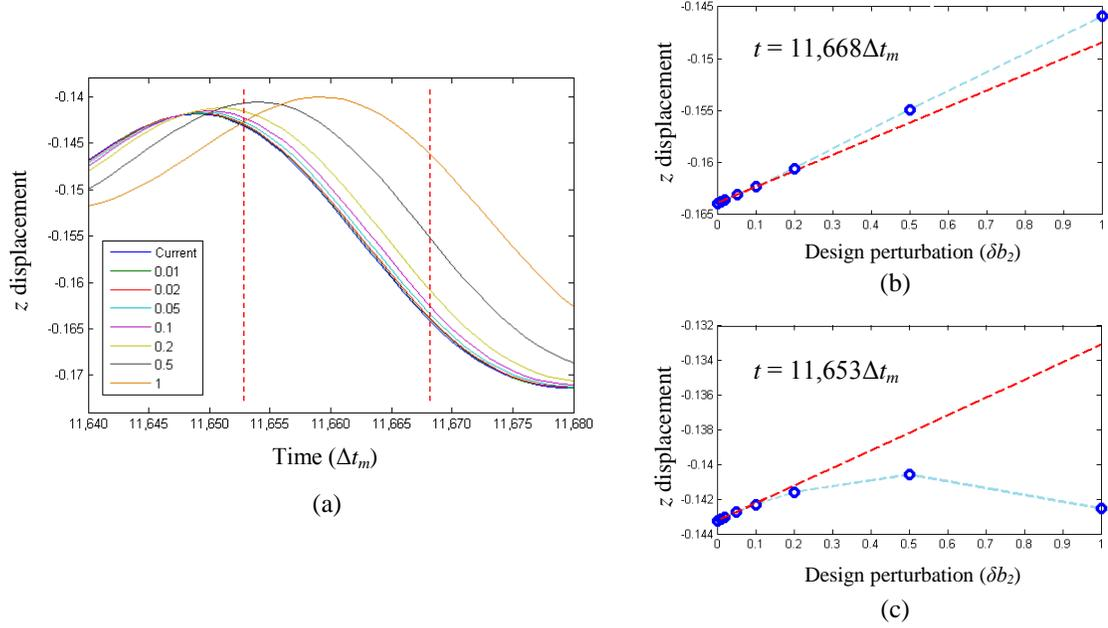 -0.14
-0.145
-0.15
-0.155
-0.16
-0.165
-0.17
z displacement
Current
0.01
0.02
0.05
0.1
0.2
0.5
1
11,640 11,645 11,650 11,655 11,660 11,665 11,670 11,675 11,680
Time (Δtm)
(a)
-0.145
-0.15
-0.155
-0.16
-0.165
z displacement
t = 11,668Δtm
0 0.1 0.2 0.3 0.4 0.5 0.6 0.7 0.8 0.9 1
Design perturbation (δb2)
(b)
-0.132
-0.134
-0.136
-0.138
-0.14
-0.142
-0.144
z displacement
t = 11,653Δtm
0 0.1 0.2 0.3 0.4 0.5 0.6 0.7 0.8 0.9 1
Design perturbation (δb2)
(c)